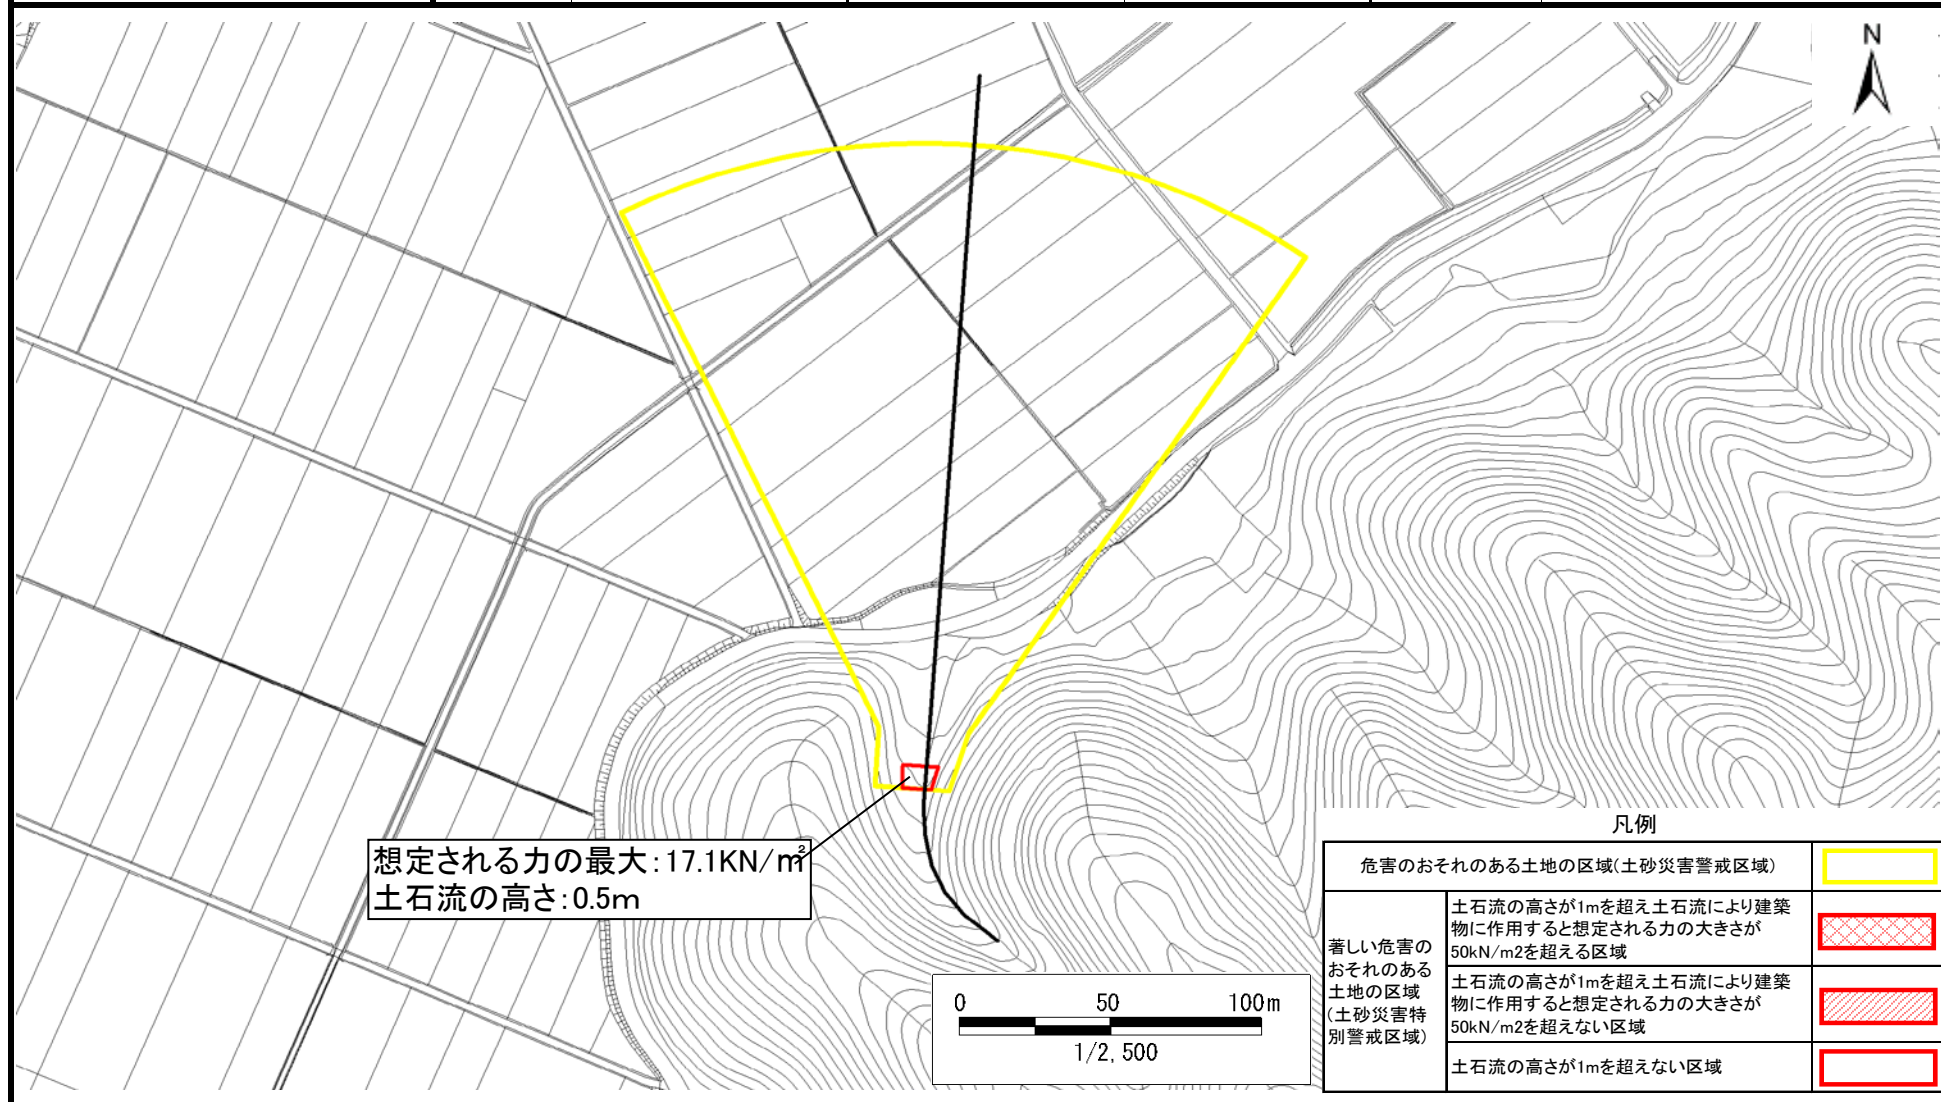 N
想定される力の最大:17.1KN/㎡
土石流の高さ:0.5m
0 50 100m
1/2,500
凡例
危害のおそれのある土地の区域(土砂災害警戒区域)
著しい危害の
おそれのある
土地の区域
(土砂災害特
別警戒区域)
土石流の高さが1mを超え土石流により建築
物に作用すると想定される力の大きさが
50kN/m2を超える区域
土石流の高さが1mを超え土石流により建築
物に作用すると想定される力の大きさが
50kN/m2を超えない区域
土石流の高さが1mを超えない区域